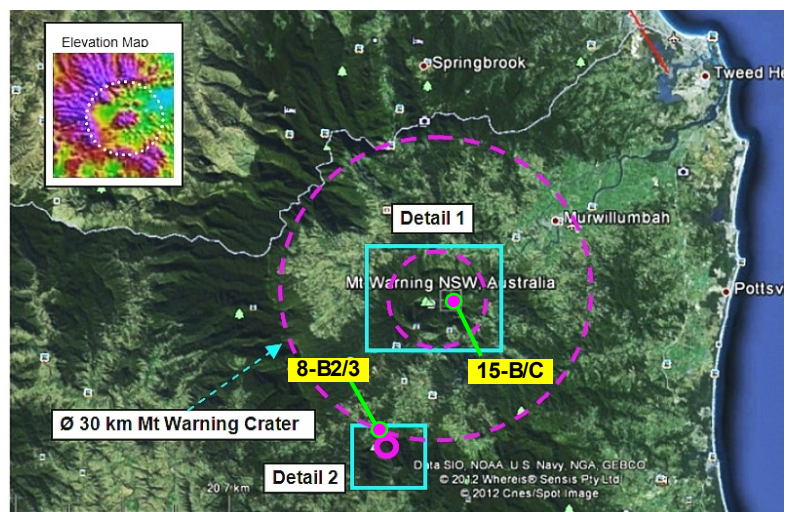 Elevation Map
Springbrook
Tweed He
Detail 1
Murwillumbah
Mt Warning NSW, Australia
Pottsv
8-B2/3
15-B/C
Ø 30 km Mt Warning Crater
Detail 2
Data SIO, NOAA, U.S. Navy, NGA, GEBCO
© 2012 Whereis® Sensis Pty Ltd
© 2012 Cnes/Spot Image
20.7 km